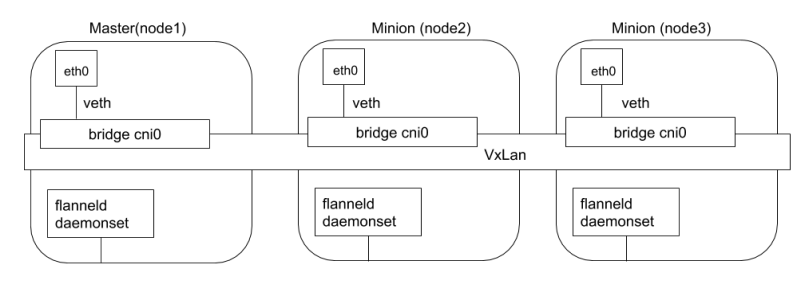 Master(node1)
Minion (node2)
Minion (node3)
eth0
eth0
eth0
veth
veth
veth
bridge cni0
bridge cni0
bridge cni0
VxLan
flanneld
daemonset
flanneld
daemonset
flanneld
daemonset